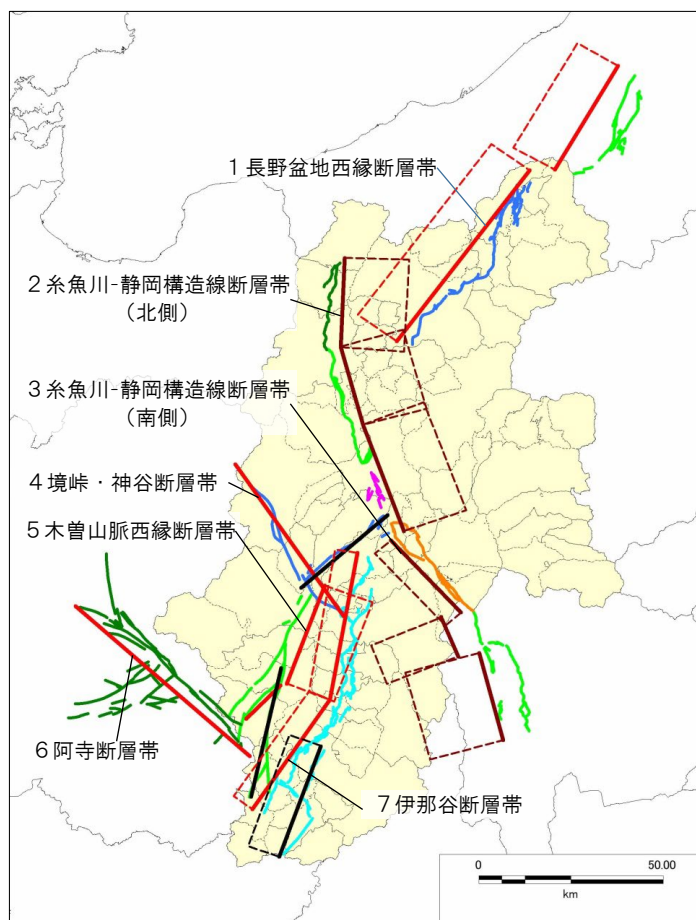 1長野盆地西縁断層帯
2糸魚川-静岡構造線断層帯
(北側)
3糸魚川-静岡構造線断層帯
(南側)
4境峠・神谷断層帯
5木曽山脈西縁断層帯
6阿寺断層帯
7伊那谷断層帯
0 50.00
km